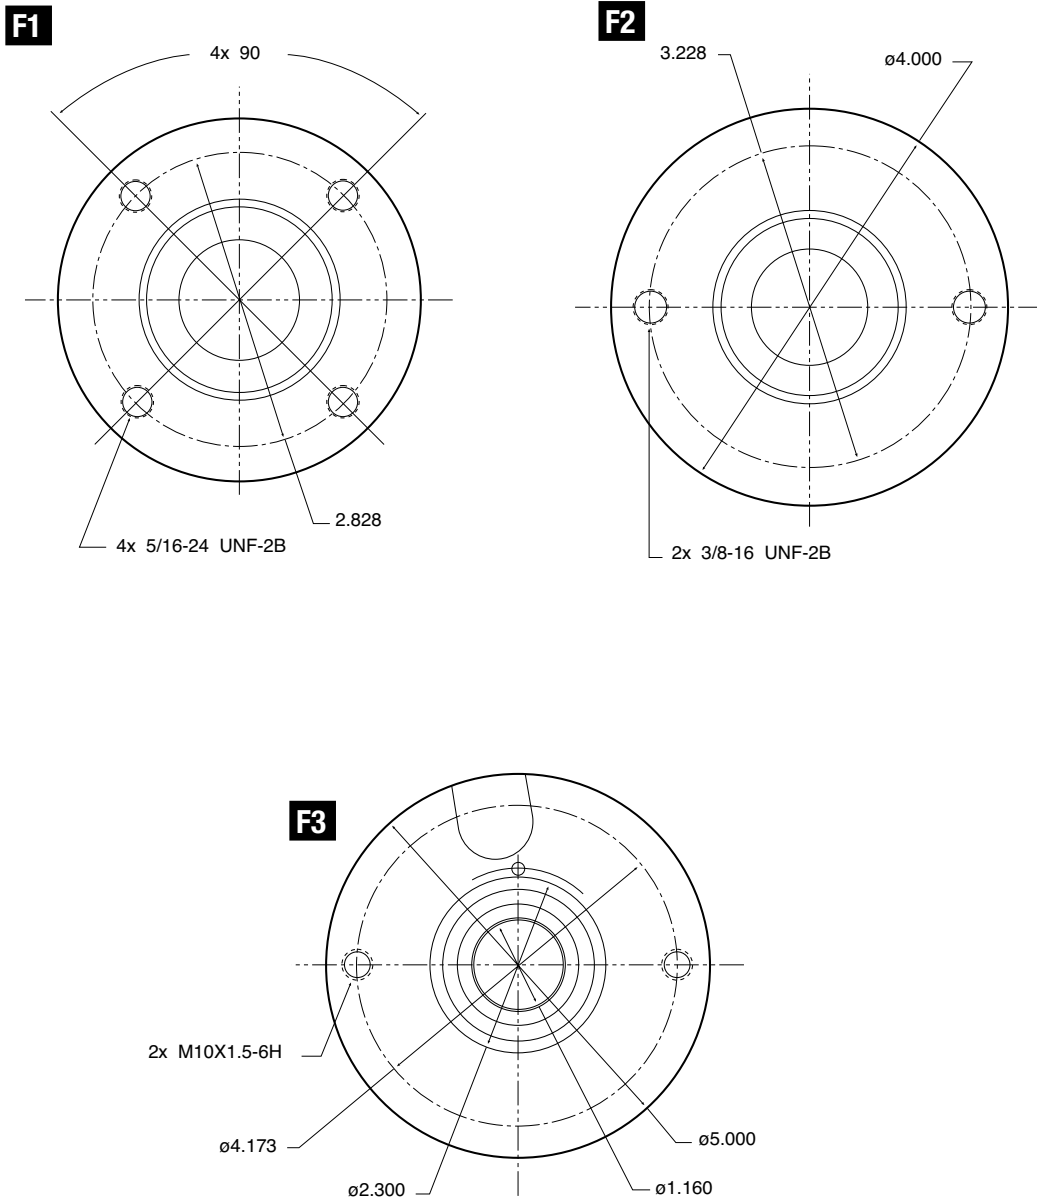 F1
4x 90
2.828
4x 5/16-24 UNF-2B
F2
3.228
ø4.000
2x 3/8-16 UNF-2B
F3
2x M10X1.5-6H
ø4.173
ø2.300
ø1.160
ø5.000